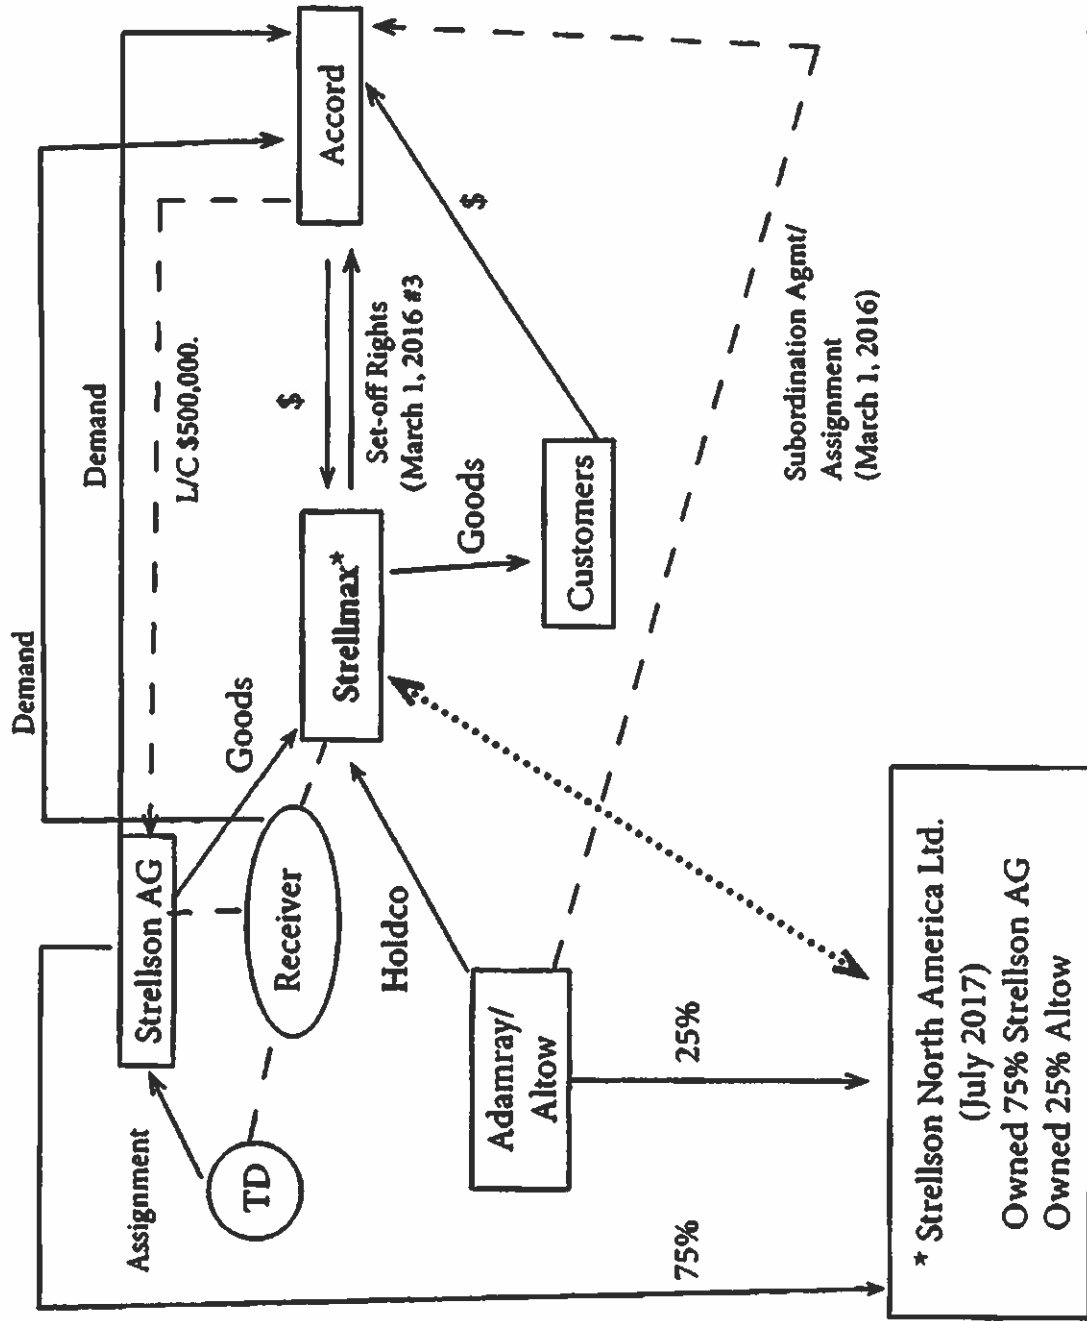 Demand
Demand
L/C $500,000.
Assignment
Strellson AG
Goods
TD
Receiver
Strellmax*
$
Set-off Rights
(March 1, 2016 #3
Accord
$
Holdco
Goods
Adamray/
Altow
Customers
75%
25%
Subordination Agmt/
Assignment
(March 1, 2016)
* Strellson North America Ltd.
(July 2017)
Owned 75% Strellson AG
Owned 25% Altow